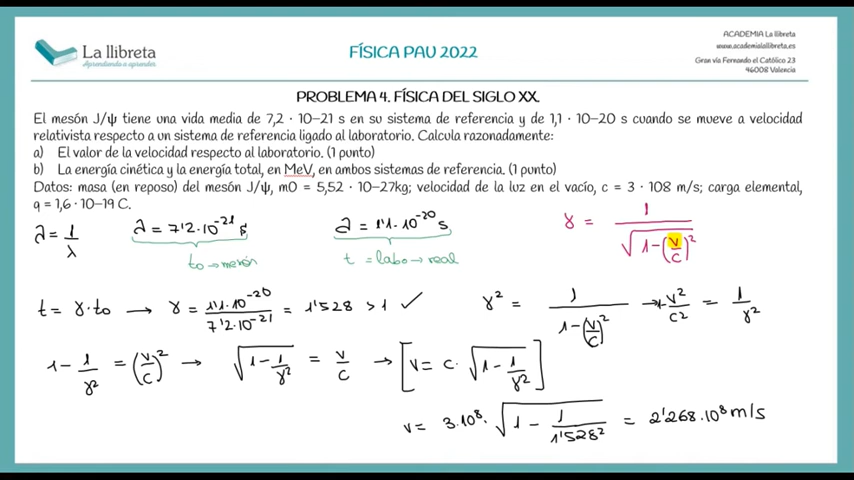 La llibreta
Aprendiendo a aprender
FÍSICA PAU 2022
ACADEMIA La llibreta
www.academialallibreta.es
Gran vía Fernando el Católico 23
46008 Valencia
PROBLEMA 4. FÍSICA DEL SIGLO XX.
El mesón J/ψ tiene una vida media de 7,2 · 10-21 s en su sistema de referencia y de 1,1 · 10-20 s cuando se mueve a velocidad
relativista respecto a un sistema de referencia ligado al laboratorio. Calcula razonadamente:
a) El valor de la velocidad respecto al laboratorio. (1 punto)
b) La energía cinética y la energía total, en MeV, en ambos sistemas de referencia. (1 punto)
Datos: masa (en reposo) del mesón J/ψ, m0 = 5,52 · 10-27kg; velocidad de la luz en el vacío, c = 3 · 108 m/s; carga elemental,
q = 1,6 · 10-19 C.
∂ = 1/λ   ∂ = 7'2·10⁻²¹ s   ∂ = 1'1·10⁻²⁰ s   γ = 1/√(1-(v/c)²)
to → mesón   t = labo → real
t = γ·to → γ = 1'1·10⁻²⁰/7'2·10⁻²¹ = 1'528 > 1 ✓   γ² = 1/(1-(v/c)²) → 1-v²/c² = 1/γ²
1 - 1/γ² = (v/c)² → √(1-1/γ²) = v/c → [v = c·√(1-1/γ²)]
v = 3·10⁸·√(1 - 1/1'528²) = 2'268·10⁸ m/s